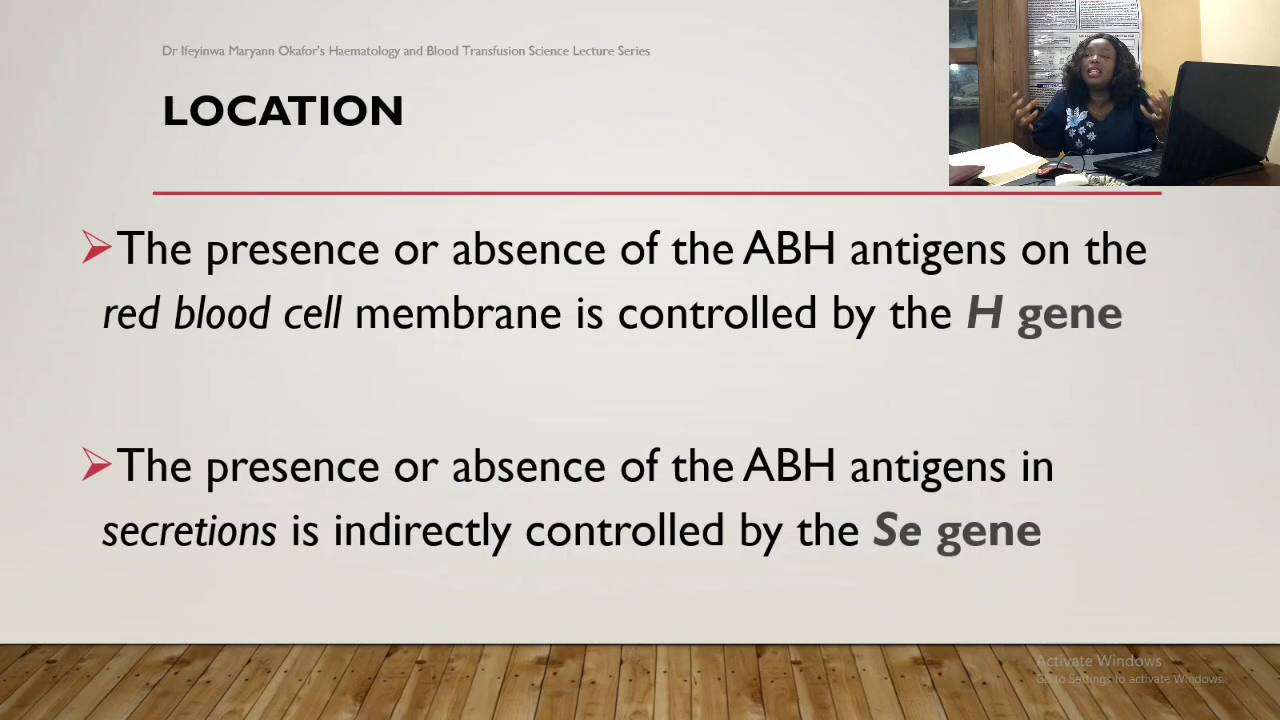 Dr Ifeyinwa Maryann Okafor's Haematology and Blood Transfusion Science Lecture Series
LOCATION
The presence or absence of the ABH antigens on the
red blood cell membrane is controlled by the H gene
The presence or absence of the ABH antigens in
secretions is indirectly controlled by the Se gene
Activate Windows
Go to Settings to activate Windows.